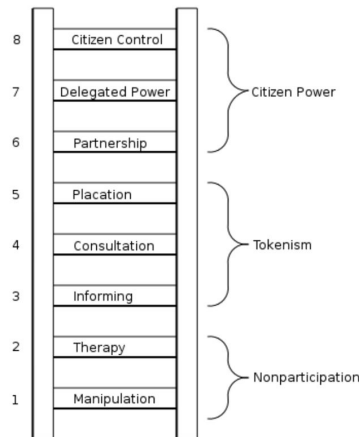 8 Citizen Control
7 Delegated Power
Citizen Power
6 Partnership
5 Placation
4 Consultation
Tokenism
3 Informing
2 Therapy
Nonparticipation
1 Manipulation